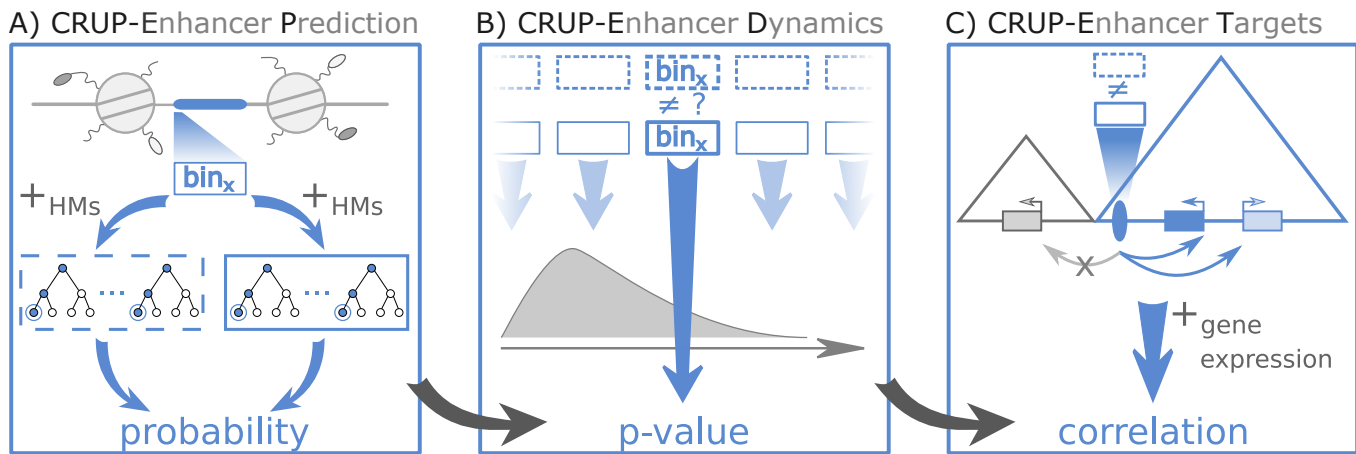 A) CRUP-Enhancer Prediction
binₓ
+HMs
+HMs
probability
B) CRUP-Enhancer Dynamics
binₓ
≠ ?
binₓ
p-value
C) CRUP-Enhancer Targets
≠
X
+gene
expression
correlation